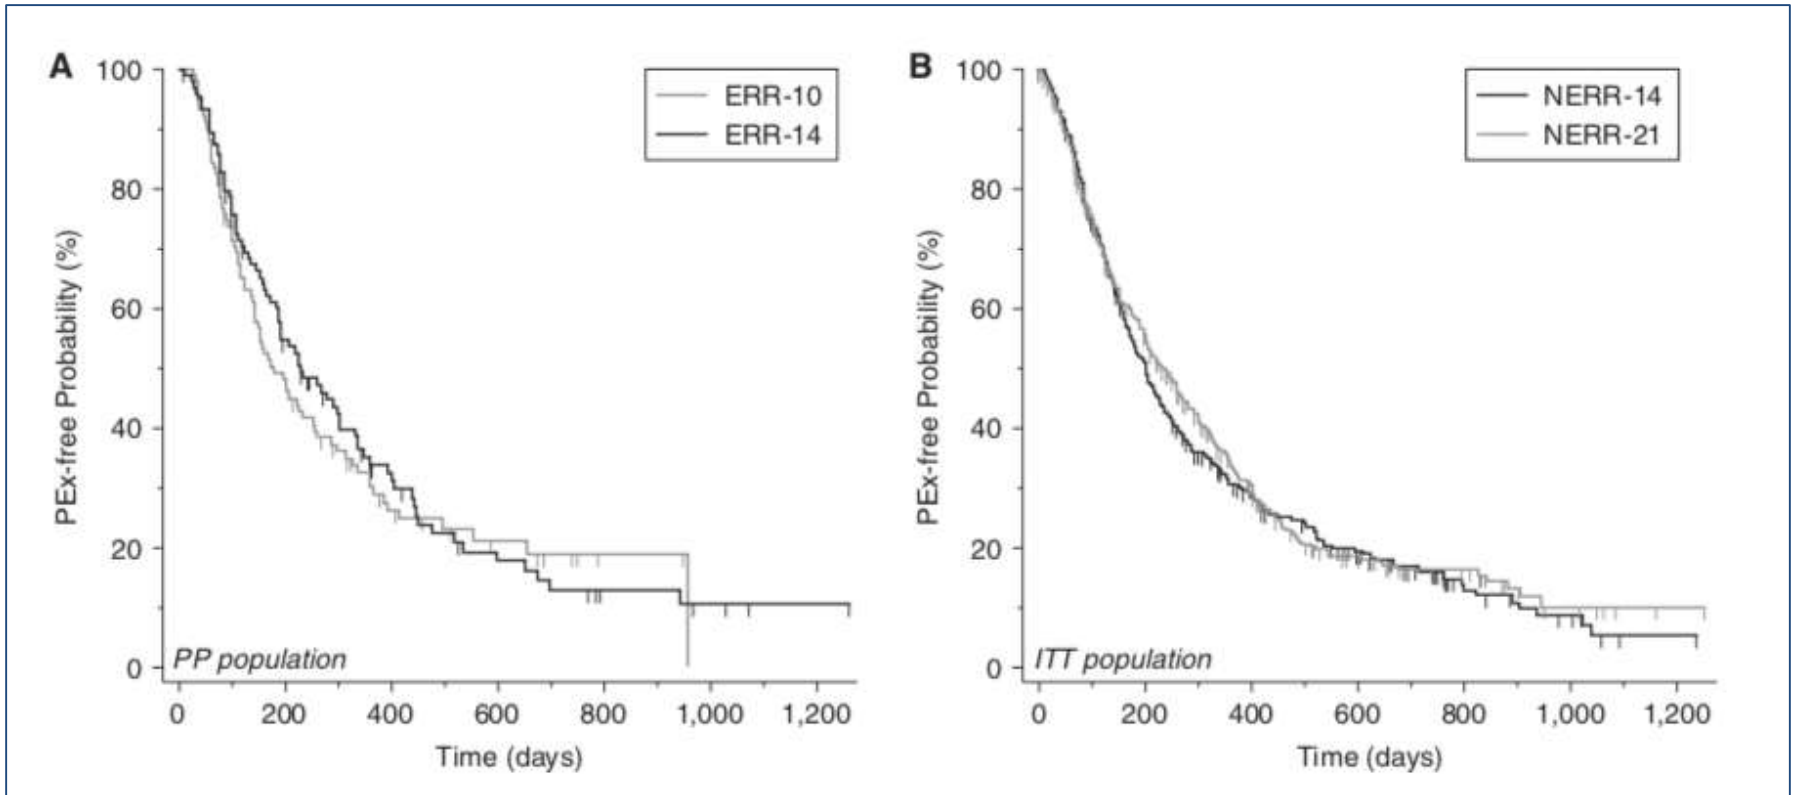 A
100
80
60
40
20
0
PEx-free Probability (%)
ERR-10
ERR-14
PP population
0 200 400 600 800 1,000 1,200
Time (days)
B
100
80
60
40
20
0
PEx-free Probability (%)
NERR-14
NERR-21
ITT population
0 200 400 600 800 1,000 1,200
Time (days)